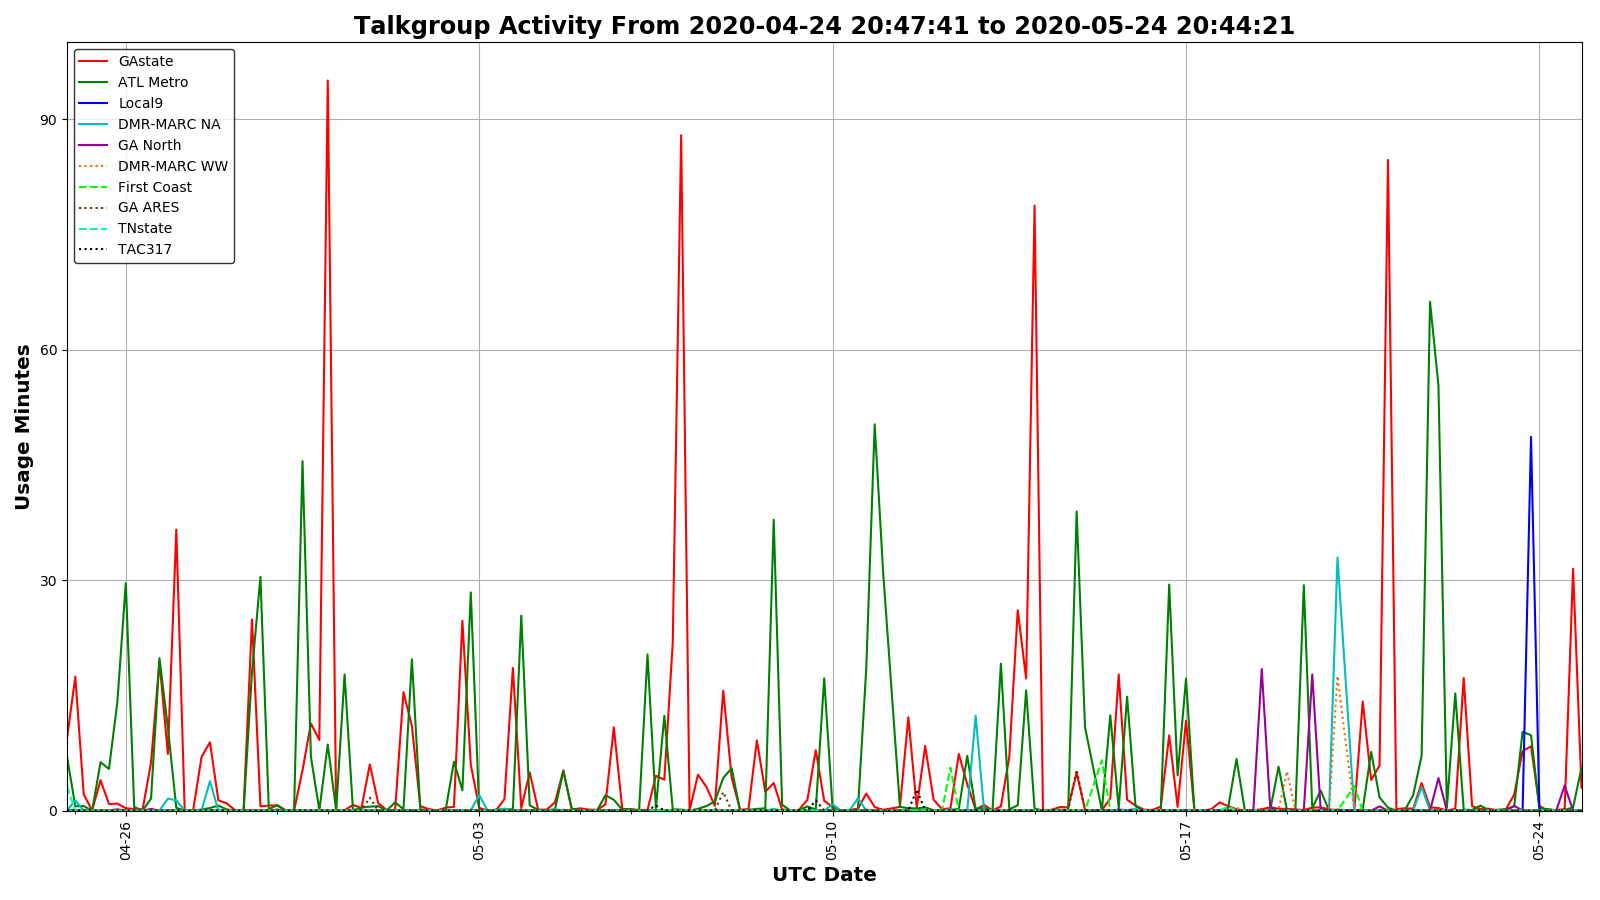 Talkgroup Activity From 2020-04-24 20:47:41 to 2020-05-24 20:44:21
GAstate
ATL Metro
Local9
DMR-MARC NA
GA North
DMR-MARC WW
First Coast
GA ARES
TNstate
TAC317
90
60
30
0
Usage Minutes
04-26
05-03
05-10
05-17
05-24
UTC Date